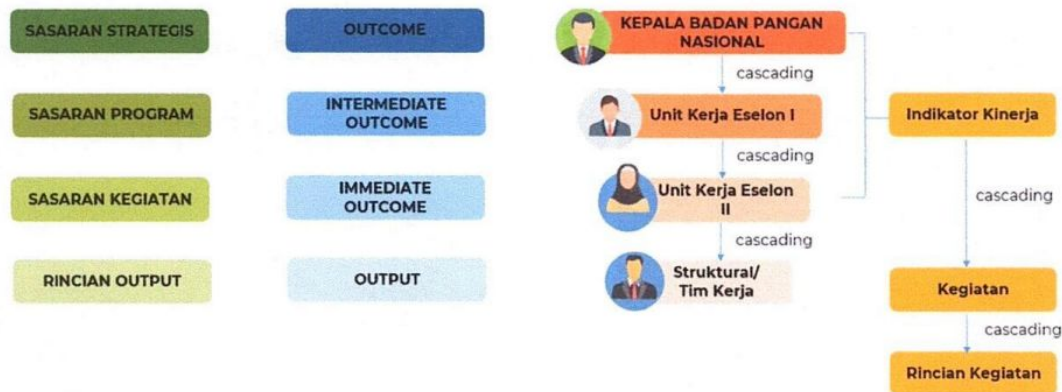 SASARAN STRATEGIS
OUTCOME
KEPALA BADAN PANGAN
NASIONAL
cascading
SASARAN PROGRAM
INTERMEDIATE
OUTCOME
Unit Kerja Eselon I
Indikator Kinerja
cascading
SASARAN KEGIATAN
IMMEDIATE
OUTCOME
Unit Kerja Eselon
II
cascading
cascading
RINCIAN OUTPUT
OUTPUT
Struktural/
Tim Kerja
Kegiatan
cascading
Rincian Kegiatan